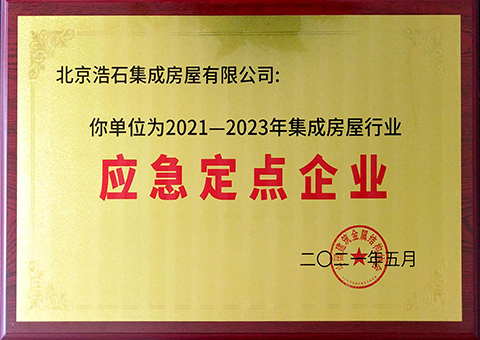 北京浩石集成房屋有限公司:
你单位为2021—2023年集成房屋行业
应急定点企业
二〇二一年五月